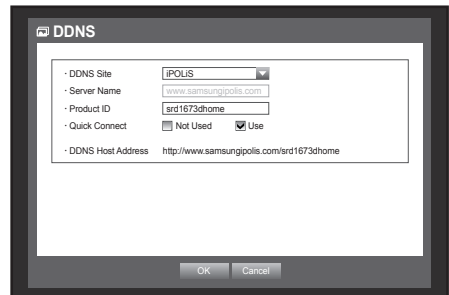 DDNS
· DDNS Site iPOLiS
· Server Name www.samsungipolis.com
· Product ID srd1673dhome
· Quick Connect Not Used Use
· DDNS Host Address http://www.samsungipolis.com/srd1673dhome
OK Cancel